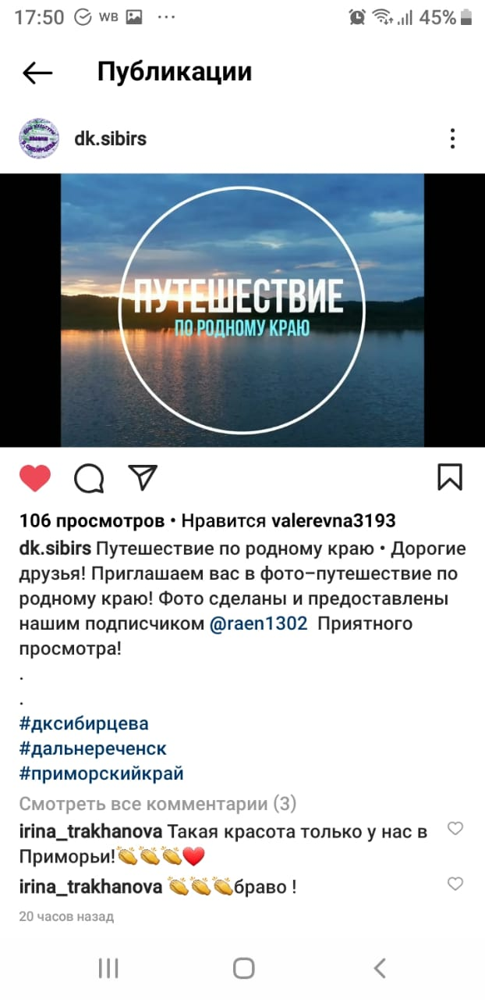 17:50 WB ... 45%
Публикации
dk.sibirs
ПУТЕШЕСТВИЕ
ПО РОДНОМУ КРАЮ
106 просмотров • Нравится valerevna3193
dk.sibirs Путешествие по родному краю • Дорогие
друзья! Приглашаем вас в фото-путешествие по
родному краю! Фото сделаны и предоставлены
нашим подписчиком @raen1302 Приятного
просмотра!
.
.
#дксибирцева
#дальнереченск
#приморскийкрай
Смотреть все комментарии (3)
irina_trakhanova Такая красота только у нас в
Приморьи!👏👏👏❤️
irina_trakhanova 👏👏👏браво !
20 часов назад